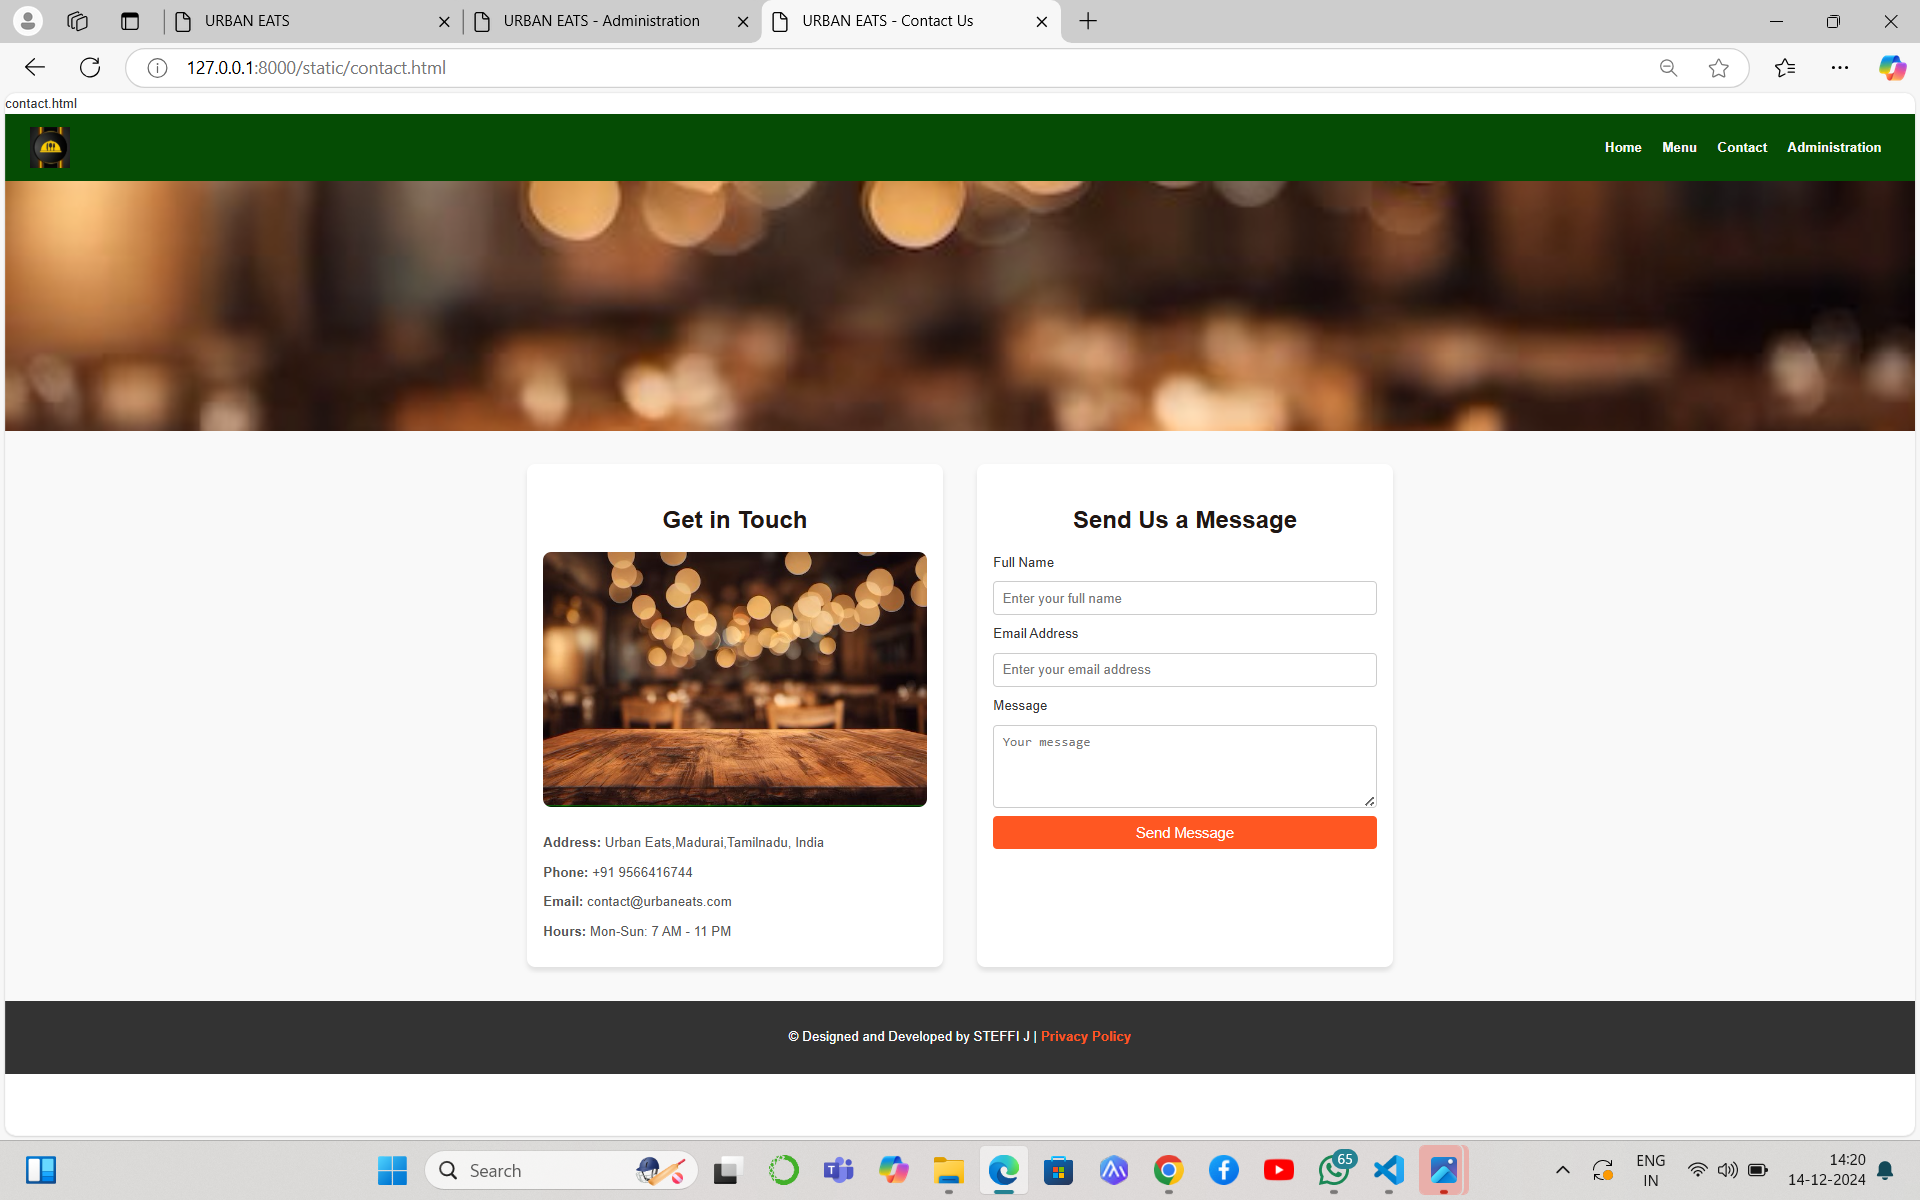 URBAN EATS
URBAN EATS - Administration
URBAN EATS - Contact Us
127.0.0.1:8000/static/contact.html
contact.html
Home Menu Contact Administration
Get in Touch
Address: Urban Eats,Madurai,Tamilnadu, India
Phone: +91 9566416744
Email: contact@urbaneats.com
Hours: Mon-Sun: 7 AM - 11 PM
Send Us a Message
Full Name
Enter your full name
Email Address
Enter your email address
Message
Your message
Send Message
© Designed and Developed by STEFFI J | Privacy Policy
Search
65
ENG
IN
14:20
14-12-2024